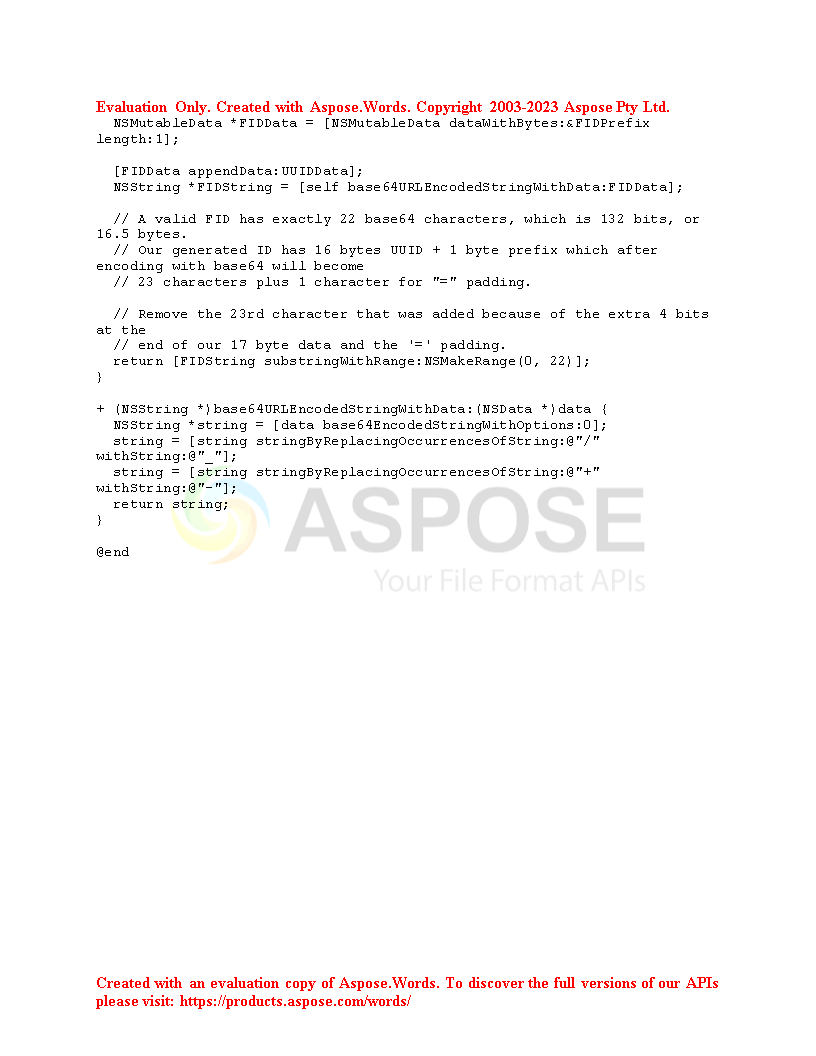 Evaluation Only. Created with Aspose.Words. Copyright 2003-2023 Aspose Pty Ltd.
  NSMutableData *FIDData = [NSMutableData dataWithBytes:&FIDPrefix
length:1];

  [FIDData appendData:UUIDData];
  NSString *FIDString = [self base64URLEncodedStringWithData:FIDData];

  // A valid FID has exactly 22 base64 characters, which is 132 bits, or
16.5 bytes.
  // Our generated ID has 16 bytes UUID + 1 byte prefix which after
encoding with base64 will become
  // 23 characters plus 1 character for "=" padding.

  // Remove the 23rd character that was added because of the extra 4 bits
at the
  // end of our 17 byte data and the '=' padding.
  return [FIDString substringWithRange:NSMakeRange(0, 22)];
}

+ (NSString *)base64URLEncodedStringWithData:(NSData *)data {
  NSString *string = [data base64EncodedStringWithOptions:0];
  string = [string stringByReplacingOccurrencesOfString:@"/"
withString:@"_"];
  string = [string stringByReplacingOccurrencesOfString:@"+"
withString:@"-"];
  return string;
}

@end
ASPOSE
Your File Format APIs
Created with an evaluation copy of Aspose.Words. To discover the full versions of our APIs
please visit: https://products.aspose.com/words/